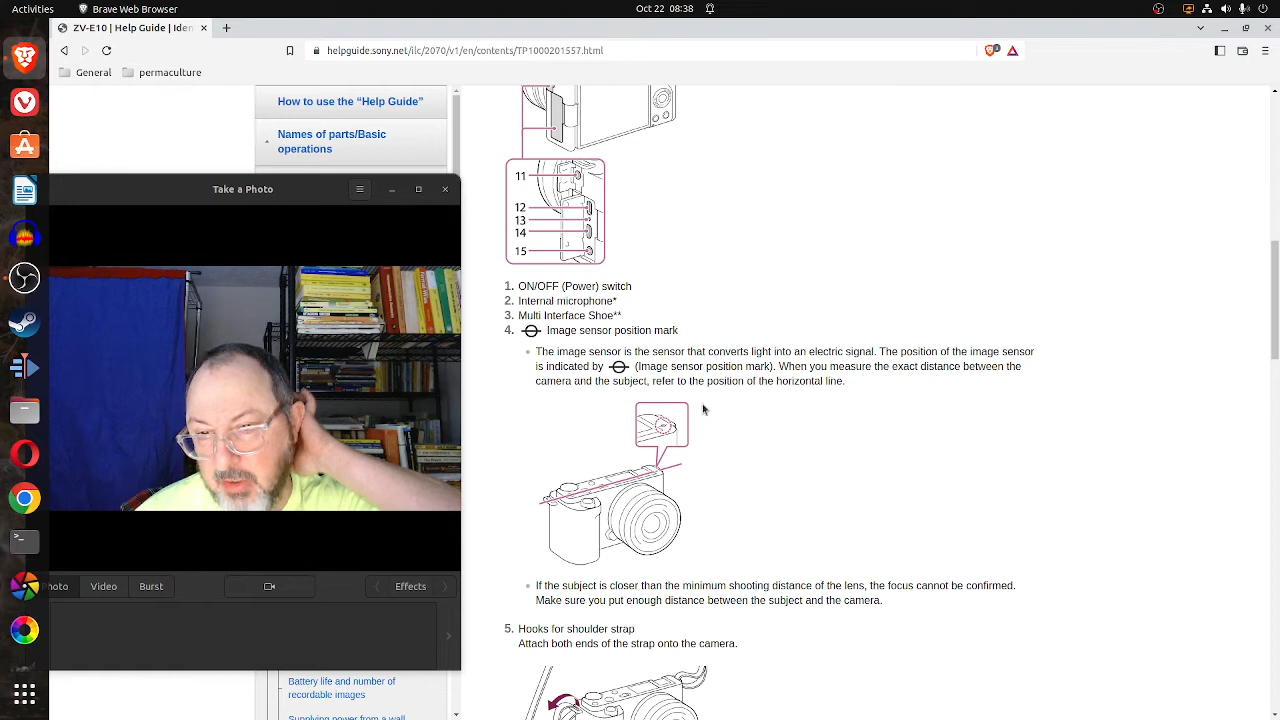 Activities
Brave Web Browser
Oct 22 08:38
ZV-E10 | Help Guide | Iden
helpguide.sony.net/ilc/2070/v1/en/contents/TP1000201557.html
General
permaculture
How to use the “Help Guide”
Names of parts/Basic
operations
Take a Photo
Photo
Video
Burst
Effects
Battery life and number of
recordable images
Supplying power from a wall
11
12
13
14
15
1. ON/OFF (Power) switch
2. Internal microphone*
3. Multi Interface Shoe**
4. Image sensor position mark
The image sensor is the sensor that converts light into an electric signal. The position of the image sensor
is indicated by (Image sensor position mark). When you measure the exact distance between the
camera and the subject, refer to the position of the horizontal line.
If the subject is closer than the minimum shooting distance of the lens, the focus cannot be confirmed.
Make sure you put enough distance between the subject and the camera.
5. Hooks for shoulder strap
Attach both ends of the strap onto the camera.